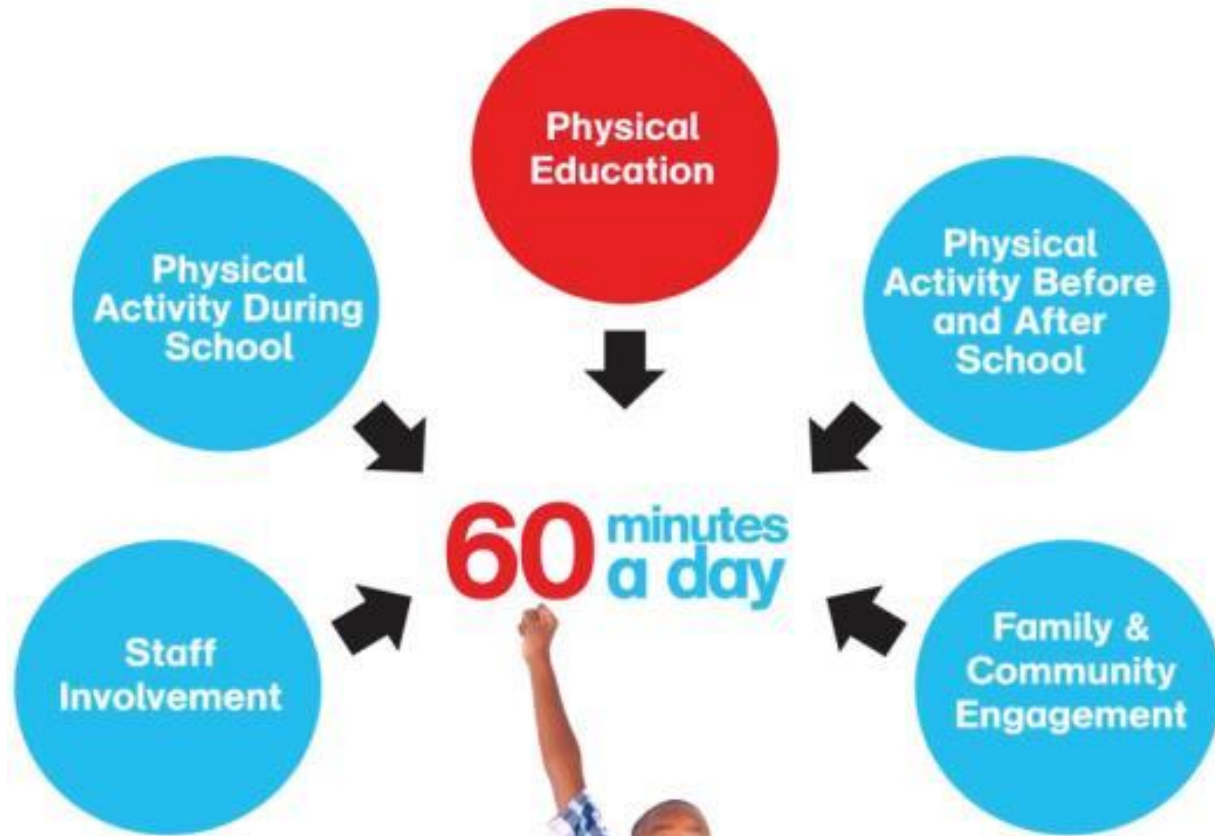 Physical
Education
Physical
Activity During
School
Physical
Activity Before
and After
School
60 minutes
a day
Staff
Involvement
Family &
Community
Engagement